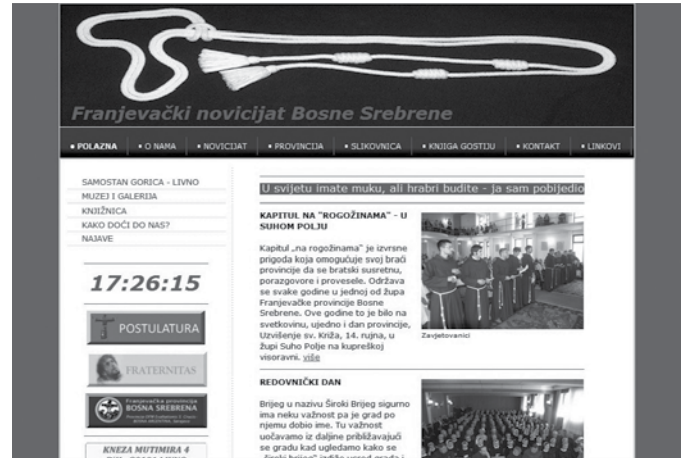 Franjevački novicijat Bosne Srebrene
• POLAZNA • O NAMA • NOVICIJAT • PROVINCIJA • SLIKOVNICA • KNJIGA GOSTIJU • KONTAKT • LINKOVI
SAMOSTAN GORICA - LIVNO
MUZEJ I GALERIJA
KNJIŽNICA
KAKO DOĆI DO NAS?
NAJAVE
17:26:15
POSTULATURA
FRATERNITAS
Franjevačka provincija
BOSNA SREBRENA
KNEZA MUTIMIRA 4
U svijetu imate muku, ali hrabri budite - ja sam pobijedio
KAPITUL NA "ROGOŽINAMA" - U
SUHOM POLJU
Kapitul „na rogožinama" je izvrsne
prigoda koja omogućuje svoj braći
provincije da se bratski susretnu,
porazgovore i provesele. Održava
se svake godine u jednoj od župa
Franjevačke provincije Bosne
Srebrene. Ove godine to je bilo na
svetkovinu, ujedno i dan provincije,
Uzvišenje sv. Križa, 14. rujna, u
župi Suho Polje na kupreškoj
visoravni. više
Zavjetovanici
REDOVNIČKI DAN
Brijeg u nazivu Široki Brijeg sigurno
ima neku važnost pa je grad po
njemu dobio ime. Tu važnost
uočavamo iz daljine približavajući
se gradu kad ugledamo kako se